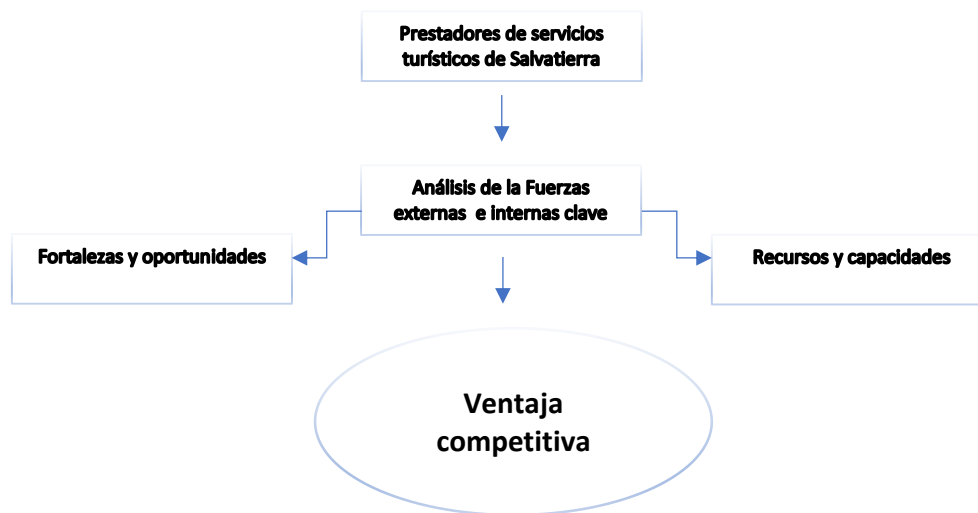 Prestadores de servicios
turísticos de Salvatierra
Análisis de la Fuerzas
externas e internas clave
Fortalezas y oportunidades
Recursos y capacidades
Ventaja
competitiva